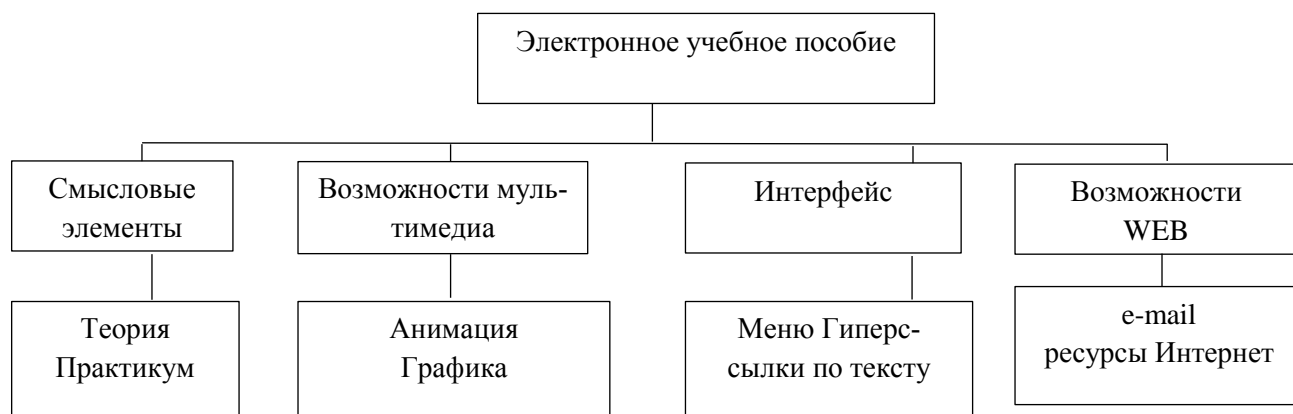 Электронное учебное пособие
Смысловые
элементы
Возможности муль-
тимедиа
Интерфейс
Возможности
WEB
Теория
Практикум
Анимация
Графика
Меню Гиперс-
сылки по тексту
e-mail
ресурсы Интернет